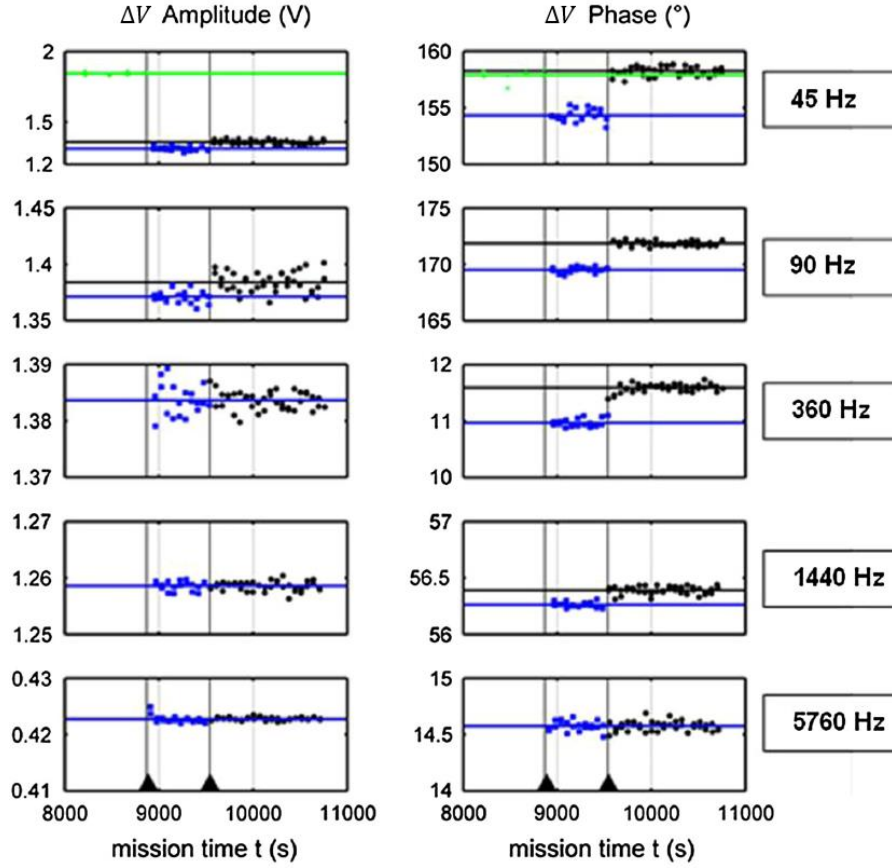 ΔV Amplitude (V)
ΔV Phase (°)
2
1.5
1.2
160
155
150
45 Hz
1.45
1.4
1.35
175
170
165
90 Hz
1.39
1.38
1.37
12
11
10
360 Hz
1.27
1.26
1.25
57
56.5
56
1440 Hz
0.43
0.42
0.41
15
14.5
14
5760 Hz
8000 9000 10000 11000
8000 9000 10000 11000
mission time t (s)
mission time t (s)